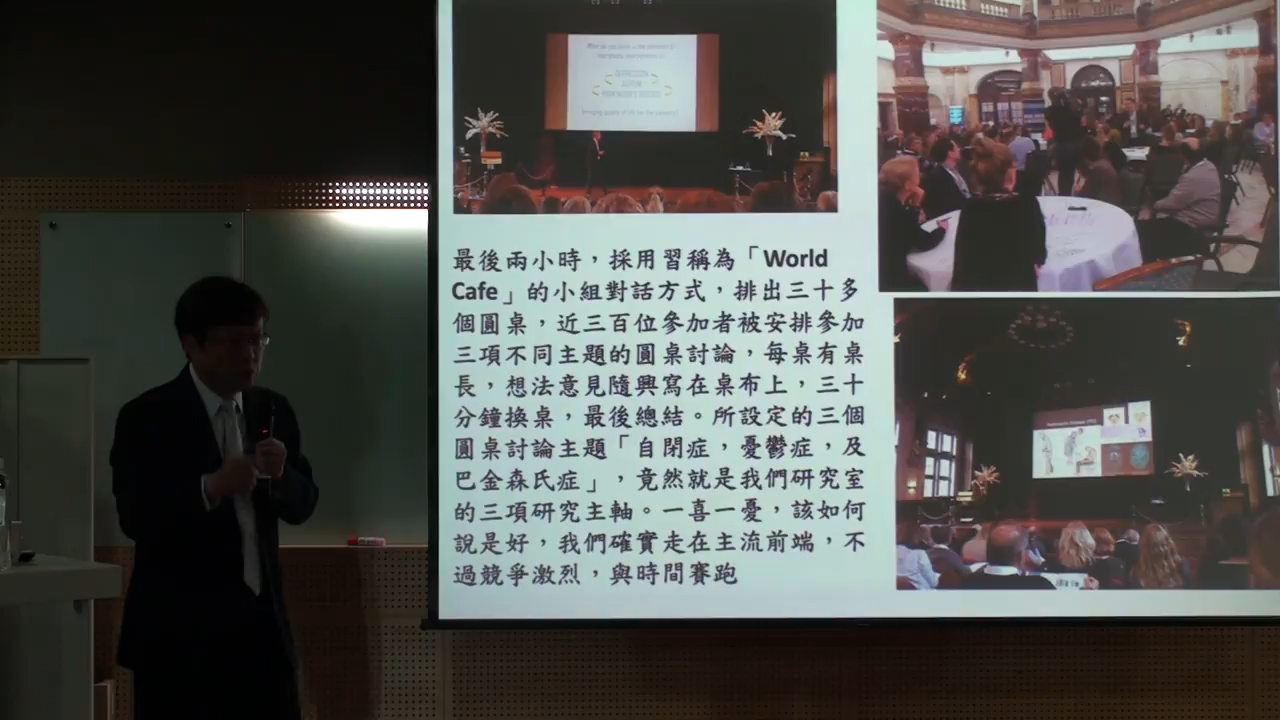 最後兩小時，採用習稱為「World
Cafe」的小組對話方式，排出三十多
個圓桌，近三百位參加者被安排參加
三項不同主題的圓桌討論，每桌有桌
長，想法意見隨興寫在桌布上，三十
分鐘換桌，最後總結。所設定的三個
圓桌討論主題「自閉症，憂鬱症，及
巴金森氏症」，竟然就是我們研究室
的三項研究主軸。一喜一憂，該如何
說是好，我們確實走在主流前端，不
過競爭激烈，與時間賽跑